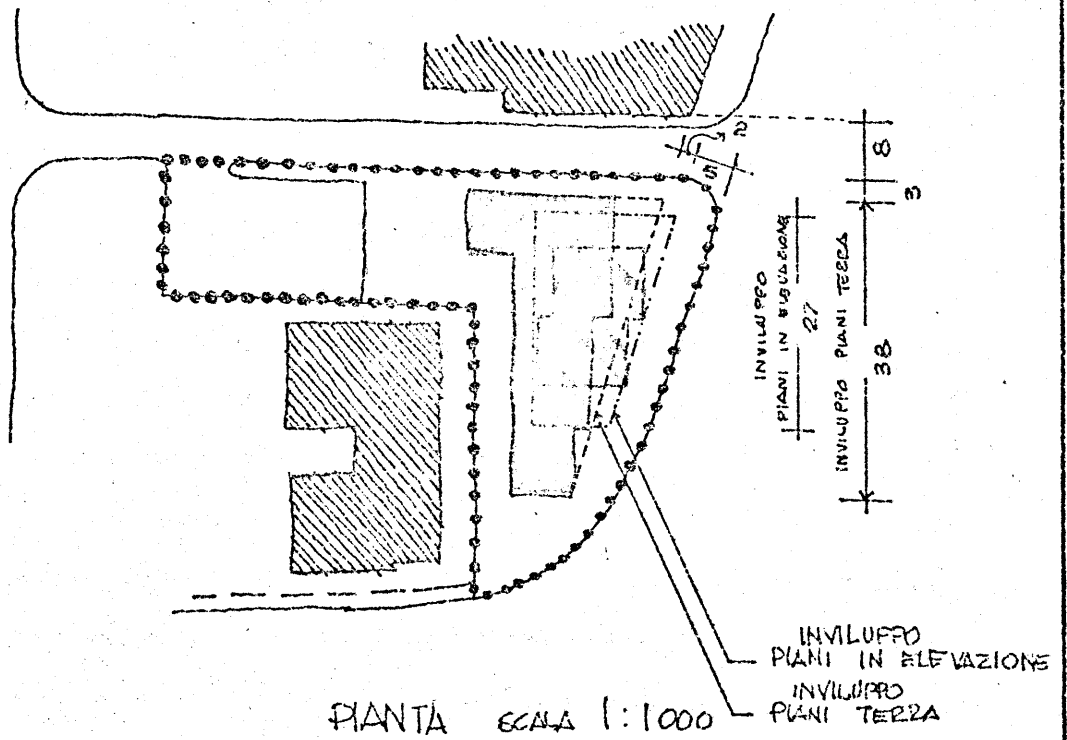 2
5
8
3
INVILUPPO
PIANI IN ELEVAZIONE
27
INVILUPPO PIANI TERRA
38
INVILUPPO
PIANI IN ELEVAZIONE
INVILUPPO
PIANI TERRA
PIANTA SCALA 1:1000